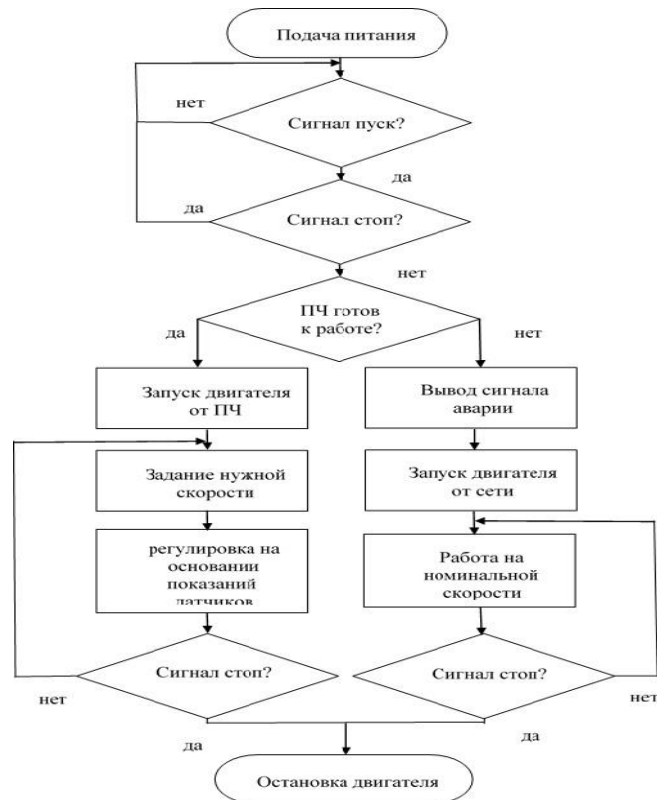 Подача питания
нет
Сигнал пуск?
да
да
Сигнал стоп?
нет
ПЧ готов
к работе?
да
нет
Запуск двигателя
от ПЧ
Вывод сигнала
аварии
Задание нужной
скорости
Запуск двигателя
от сети
регулировка на
основании
показаний
датчиков
Работа на
номинальной
скорости
Сигнал стоп?
Сигнал стоп?
нет
нет
да
да
Остановка двигателя